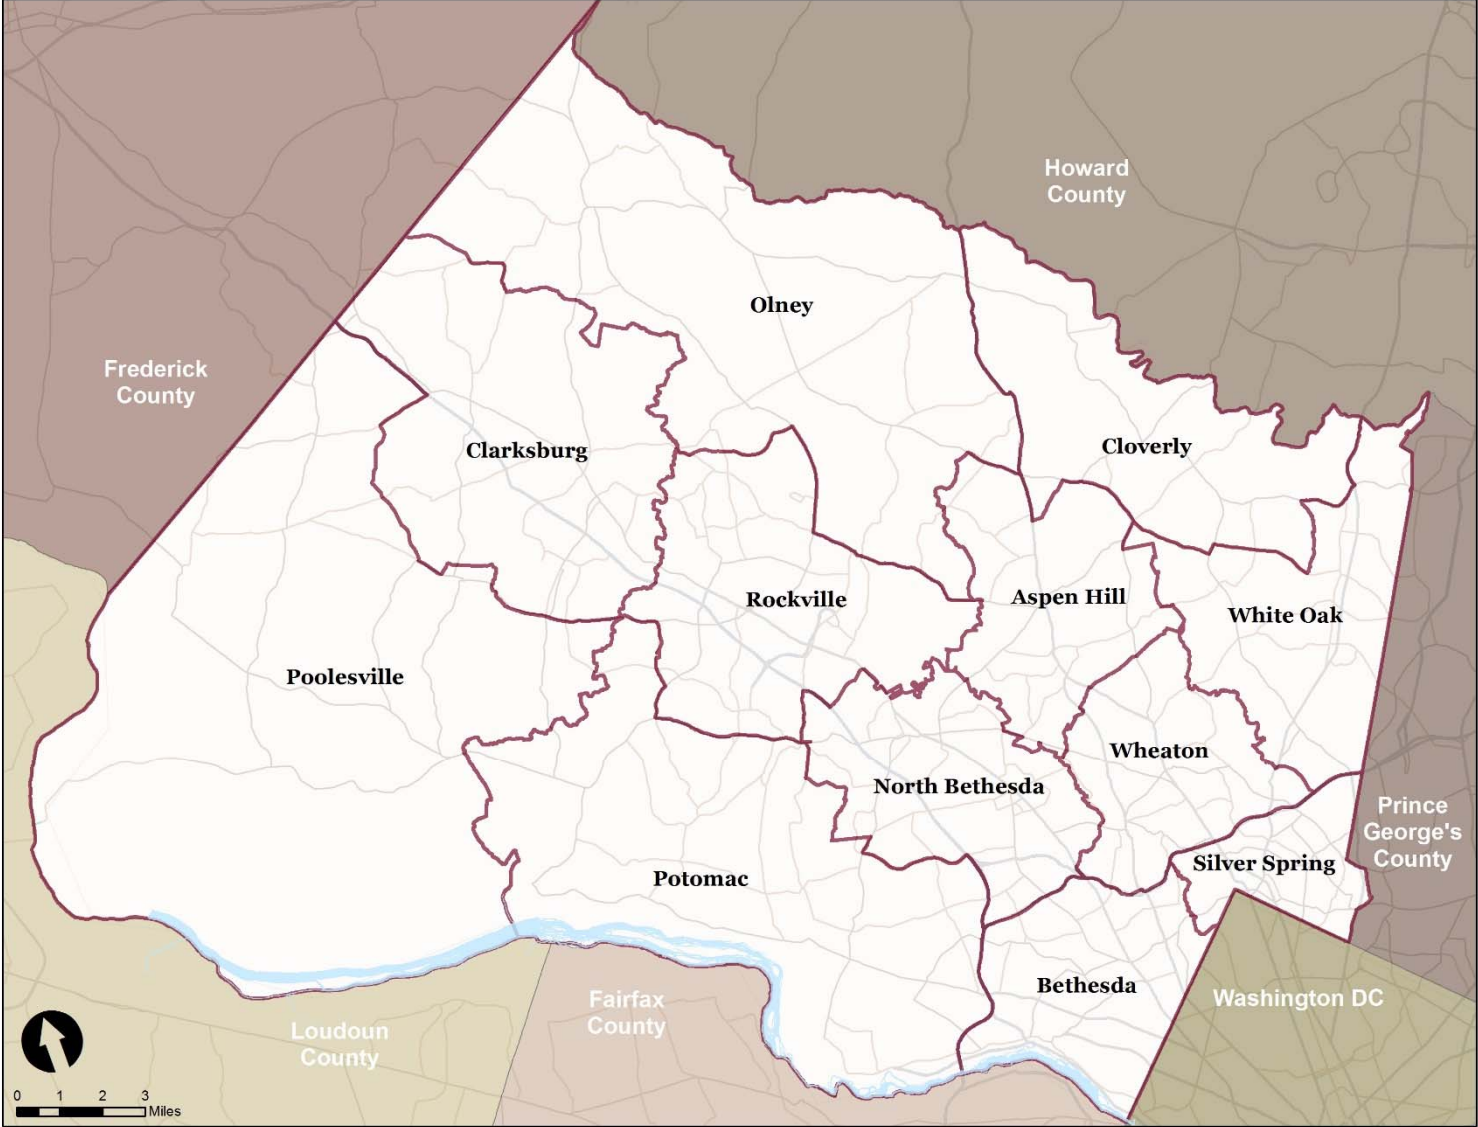 Howard
County
Olney
Frederick
County
Clarksburg
Cloverly
Rockville
Aspen Hill
White Oak
Poolesville
Wheaton
North Bethesda
Prince
George's
County
Silver Spring
Potomac
Bethesda
Washington DC
Fairfax
County
Loudoun
County
0 1 2 3
Miles